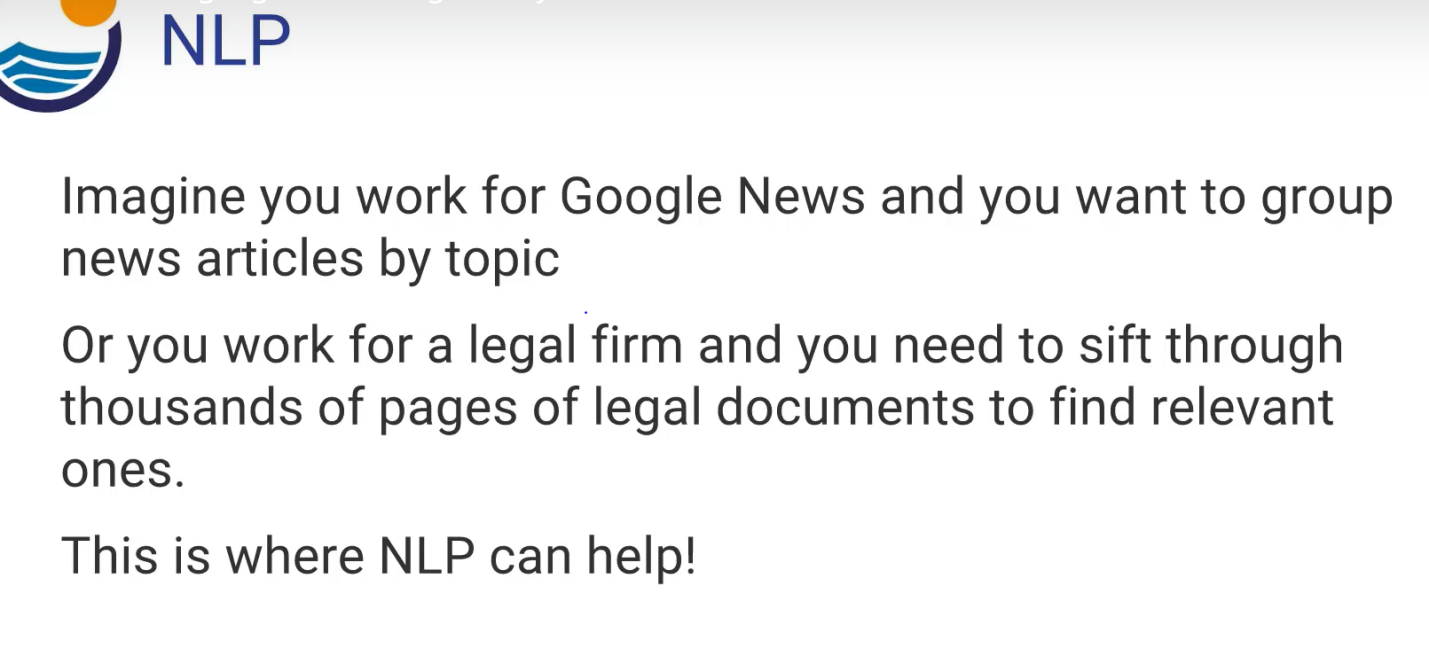 NLP
Imagine you work for Google News and you want to group
news articles by topic
Or you work for a legal firm and you need to sift through
thousands of pages of legal documents to find relevant
ones.
This is where NLP can help!